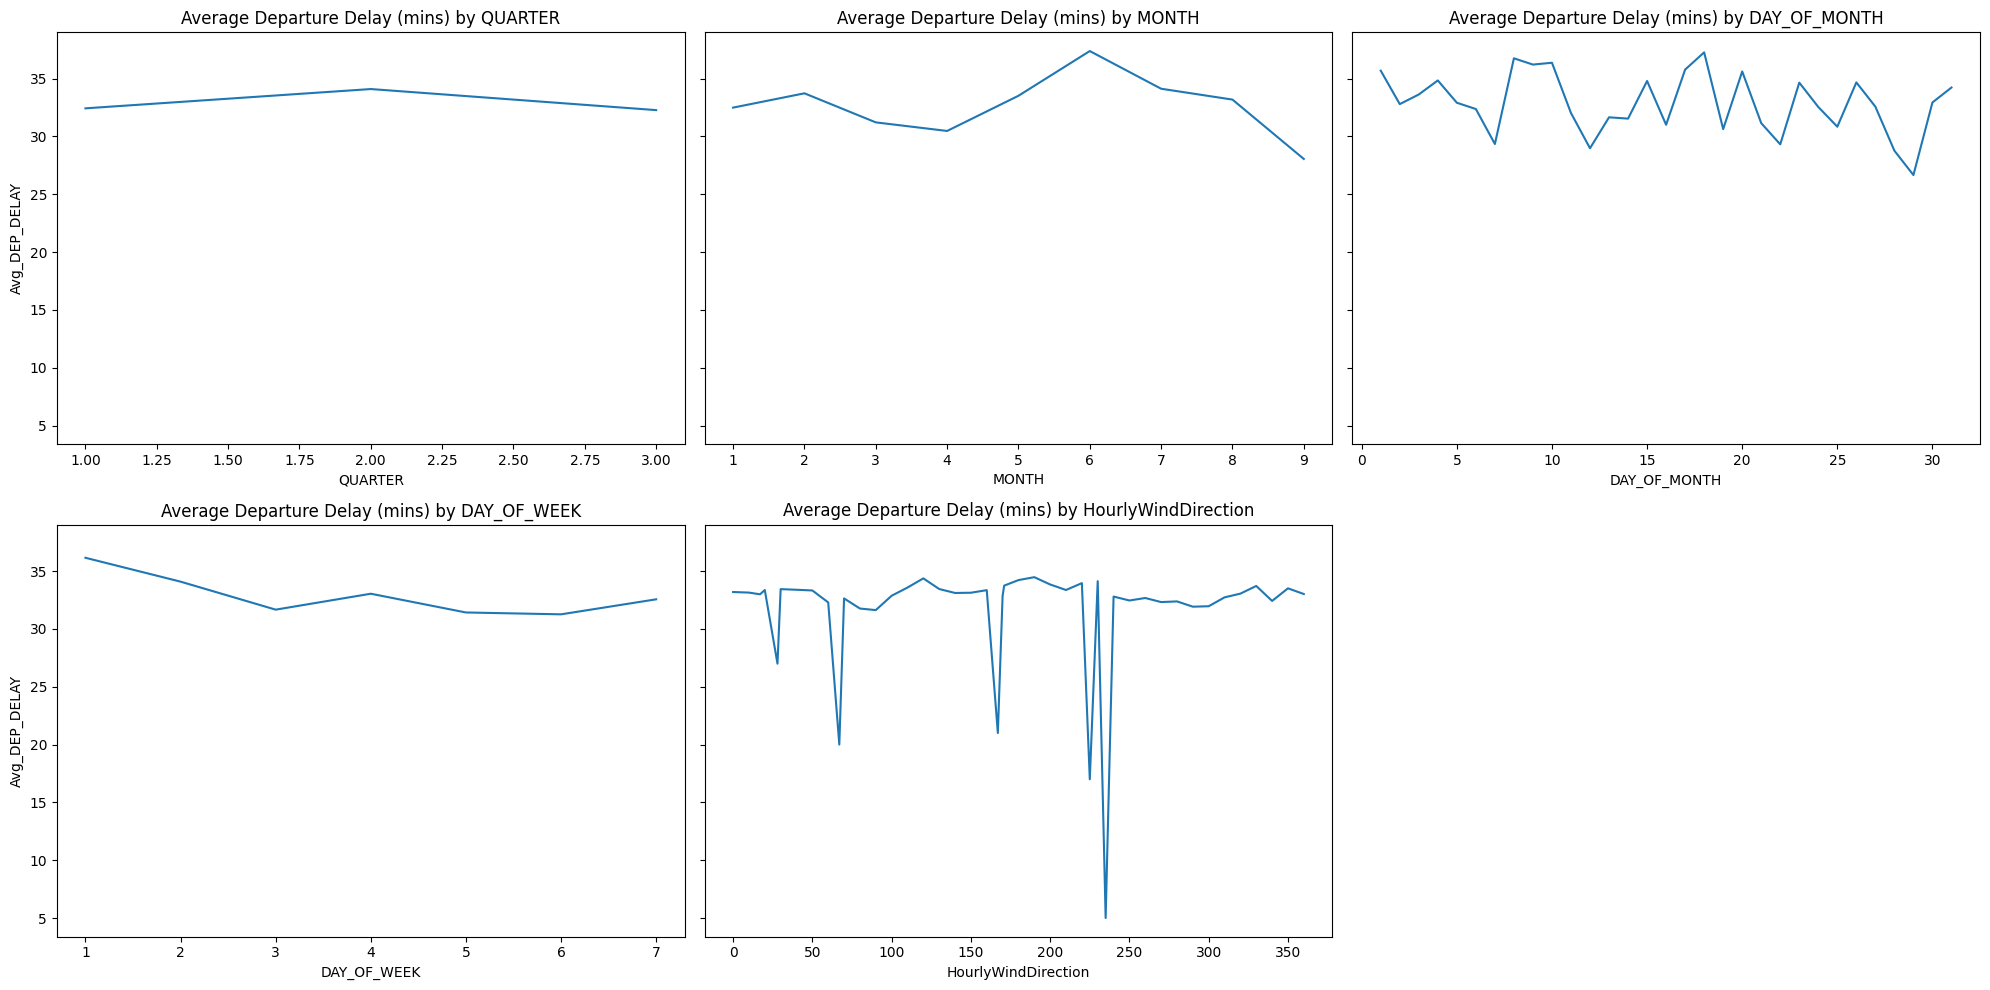 Average Departure Delay (mins) by QUARTER
Average Departure Delay (mins) by MONTH
Average Departure Delay (mins) by DAY_OF_MONTH
Avg_DEP_DELAY
35
30
25
20
15
10
5
1.00 1.25 1.50 1.75 2.00 2.25 2.50 2.75 3.00
QUARTER
1 2 3 4 5 6 7 8 9
MONTH
0 5 10 15 20 25 30
DAY_OF_MONTH
Average Departure Delay (mins) by DAY_OF_WEEK
Average Departure Delay (mins) by HourlyWindDirection
Avg_DEP_DELAY
35
30
25
20
15
10
5
1 2 3 4 5 6 7
DAY_OF_WEEK
0 50 100 150 200 250 300 350
HourlyWindDirection